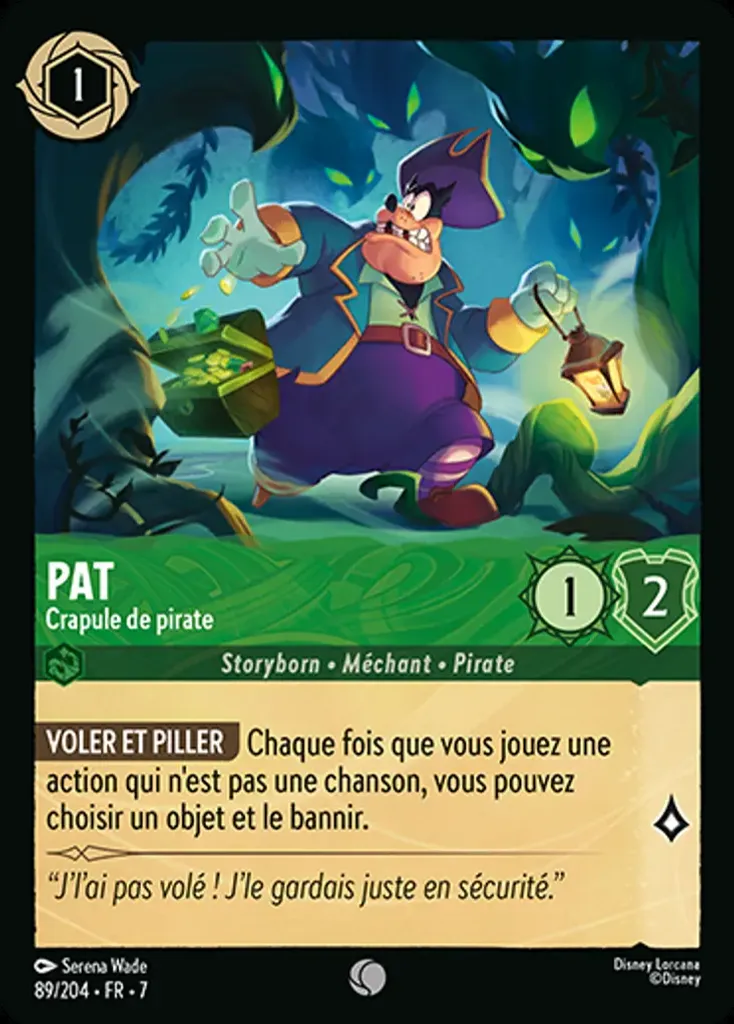 1
PAT
Crapule de pirate
1
2
Storyborn • Méchant • Pirate
VOLER ET PILLER Chaque fois que vous jouez une
action qui n'est pas une chanson, vous pouvez
choisir un objet et le bannir.
“J'l'ai pas volé ! J'le gardais juste en sécurité.”
Serena Wade
89/204 • FR • 7
Disney Lorcana
©Disney